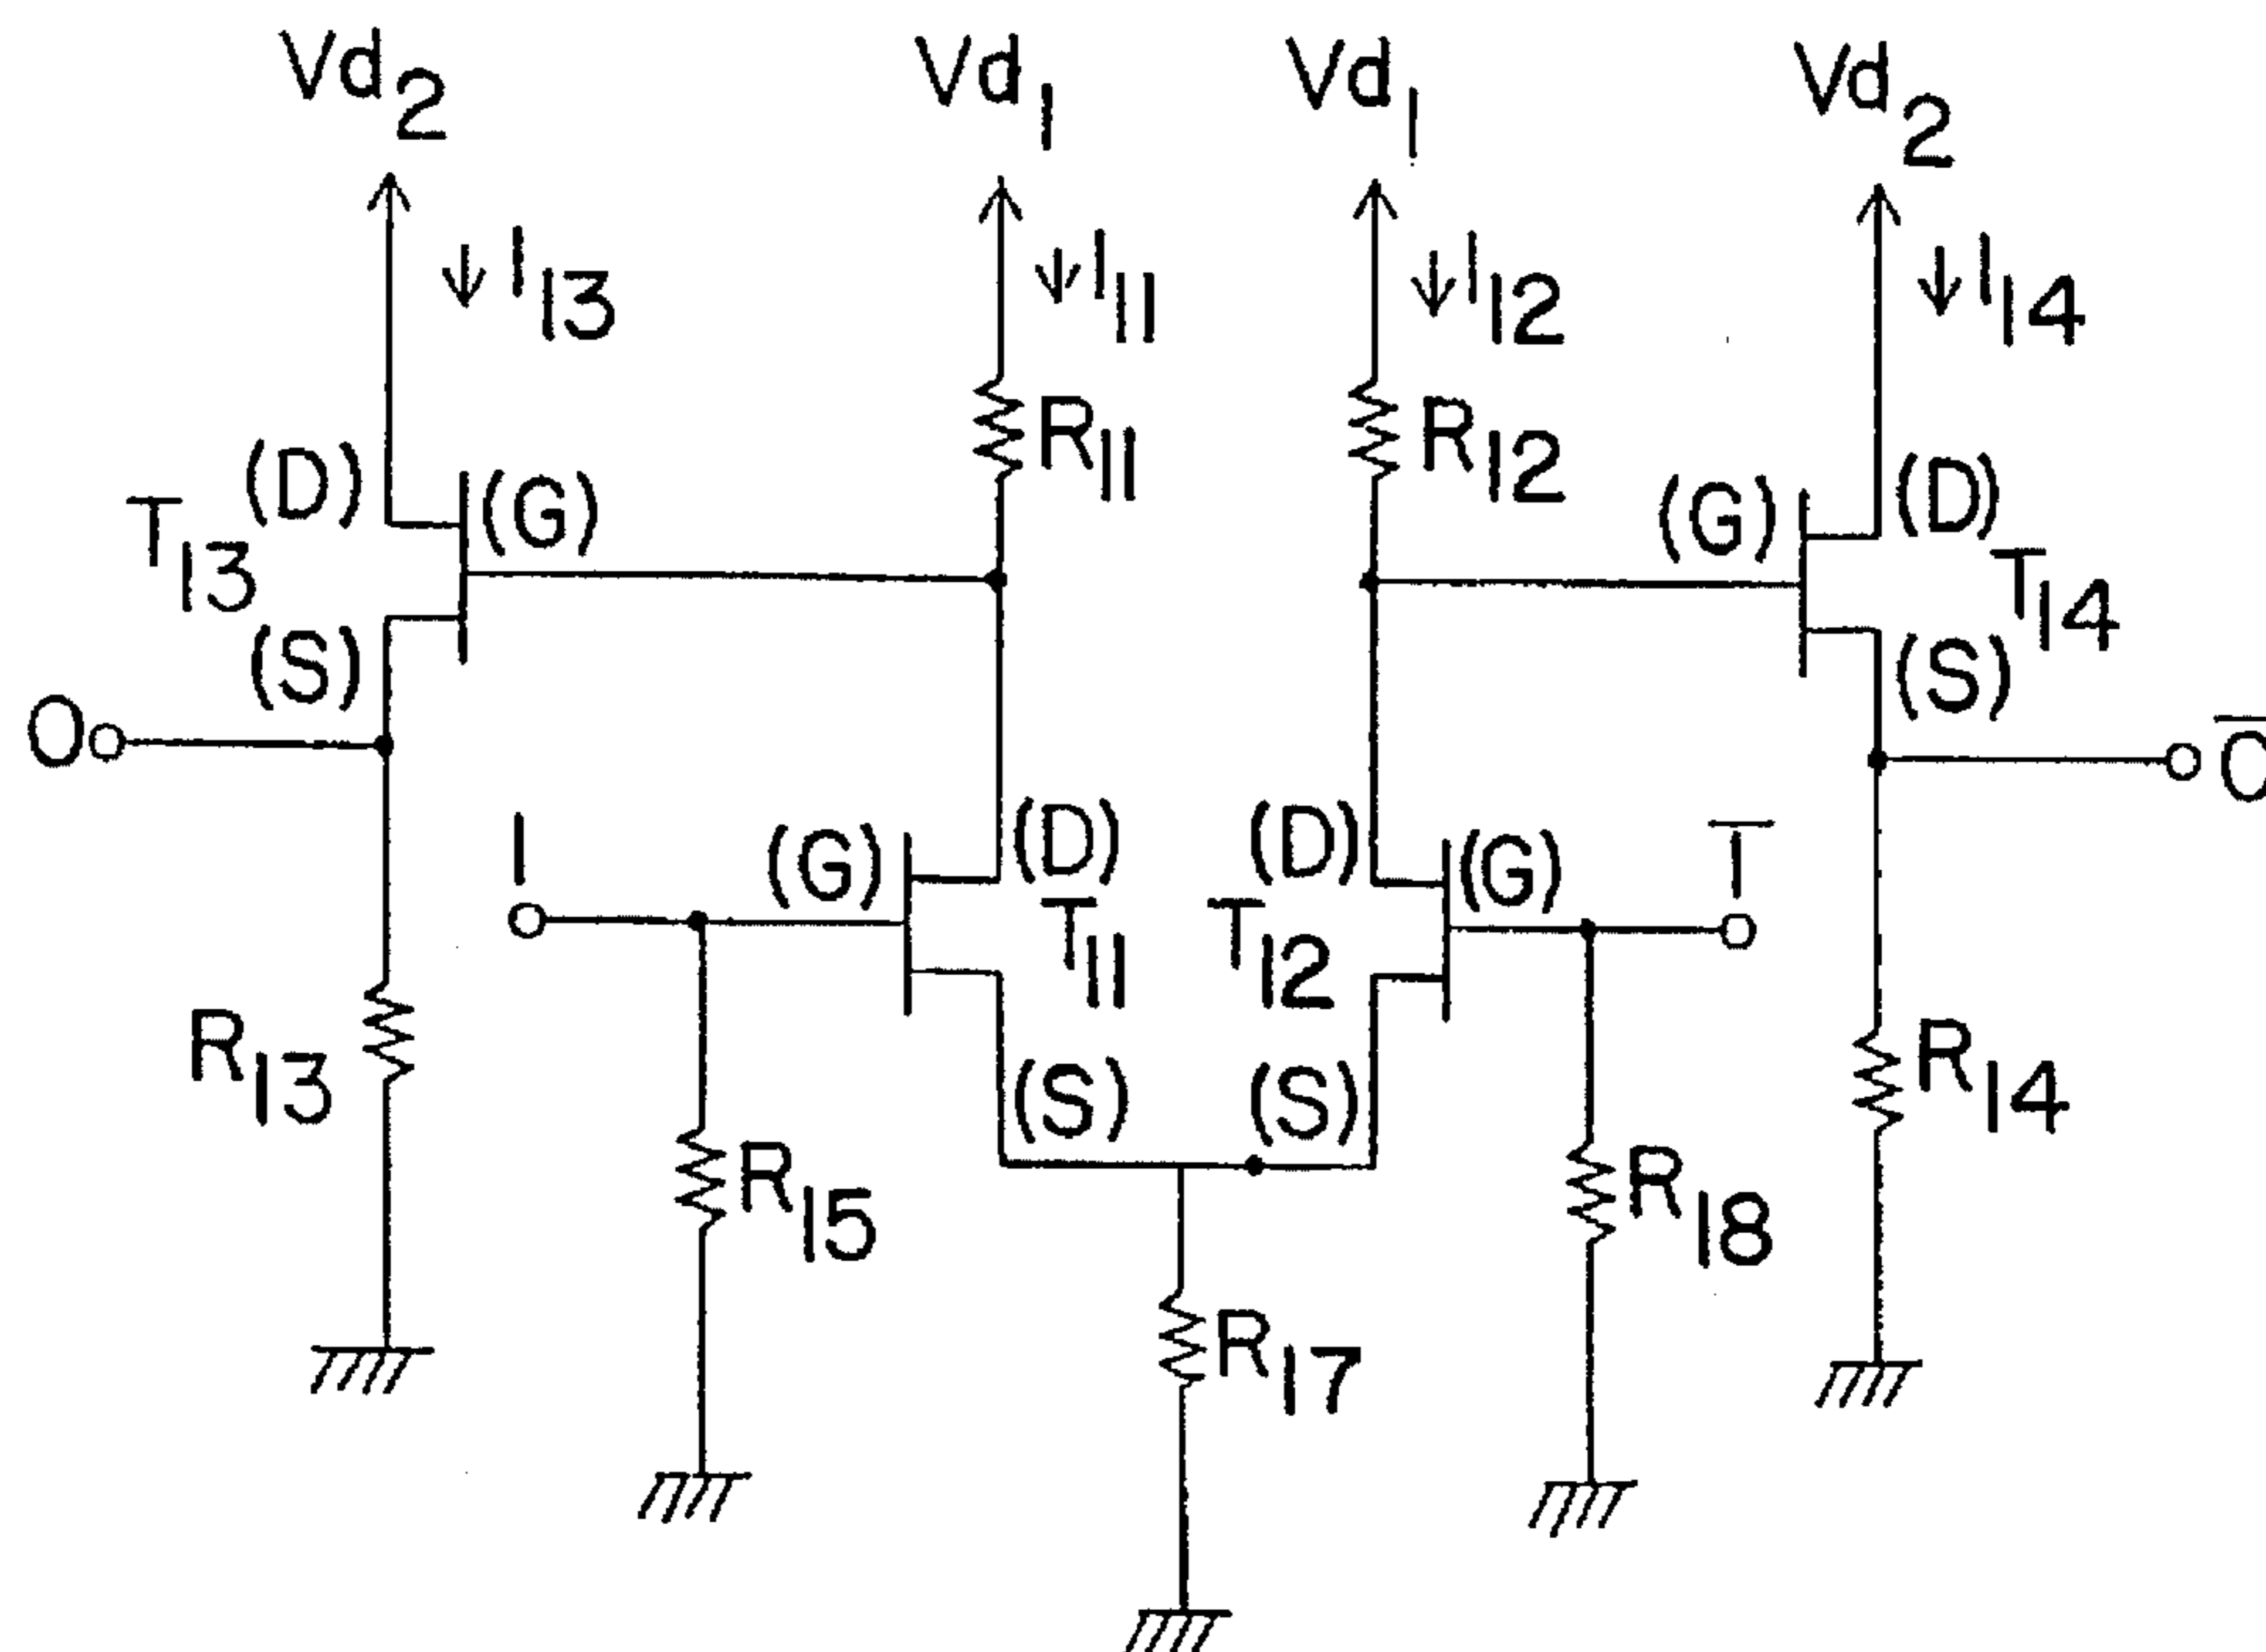 Vd2 Vd1 Vd1 Vd2
I13 I11 I12 I14
R11 R12
(D) (G) (G) (D)
T13 T14
(S) (S)
O O̅
I (G) (D) (D) (G) I̅
T11 T12
R13 (S) (S) R14
R15 R18
R17